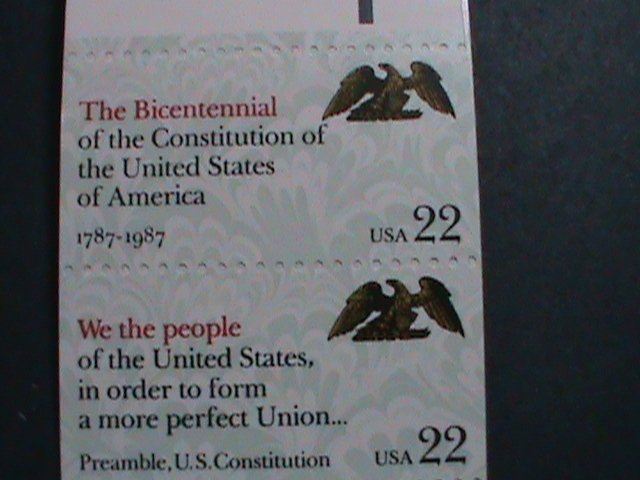 The Bicentennial
of the Constitution of
the United States
of America
1787-1987
USA 22
We the people
of the United States,
in order to form
a more perfect Union...
Preamble, U.S. Constitution
USA 22